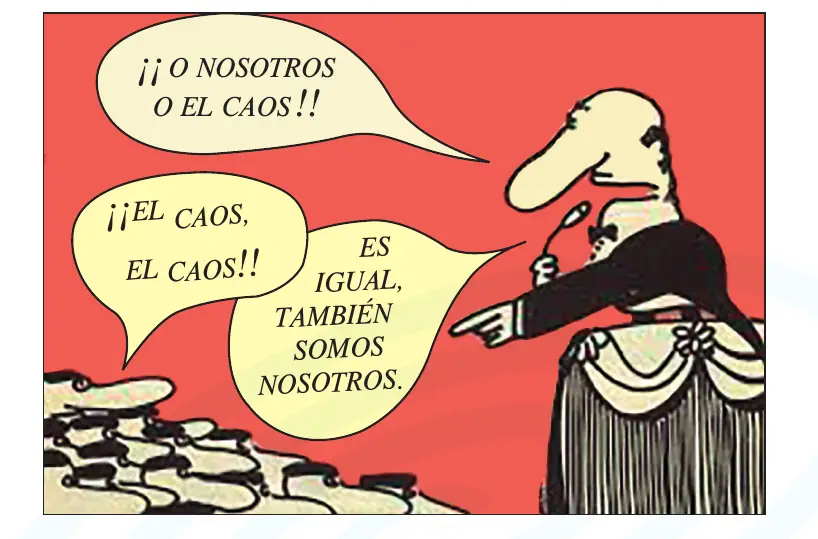 ¡¡O NOSOTROS
O EL CAOS!!
¡¡EL CAOS,
EL CAOS!!
ES
IGUAL,
TAMBIÉN
SOMOS
NOSOTROS.